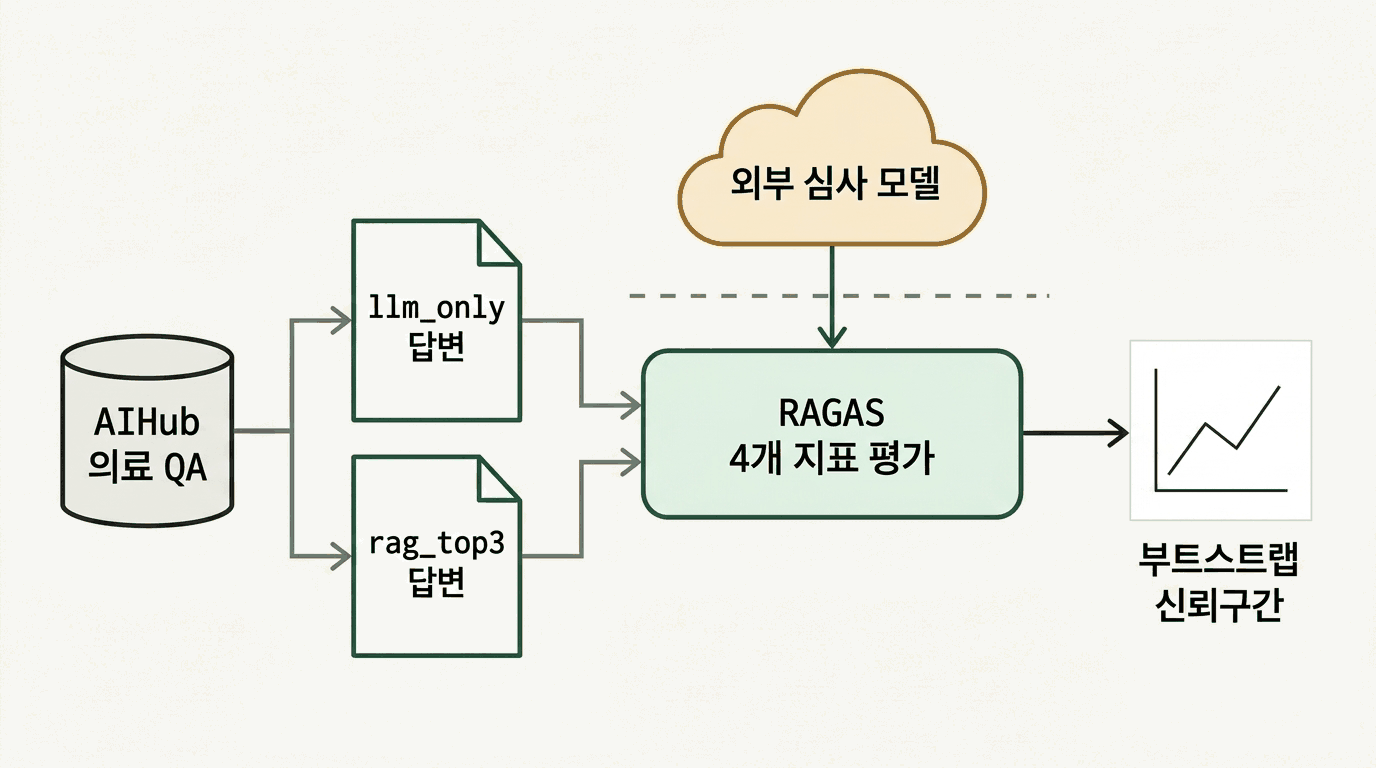 외부 심사 모델
llm_only
답변
AIHub
의료 QA
RAGAS
4개 지표 평가
rag_top3
답변
부트스트랩
신뢰구간